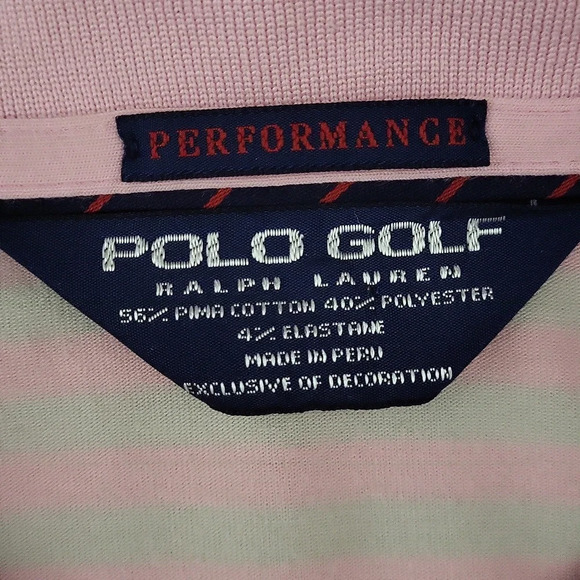 PERFORMANCE
POLO GOLF
RALPH LAUREN
56% PIMA COTTON 40% POLYESTER
4% ELASTANE
MADE IN PERU
EXCLUSIVE OF DECORATION